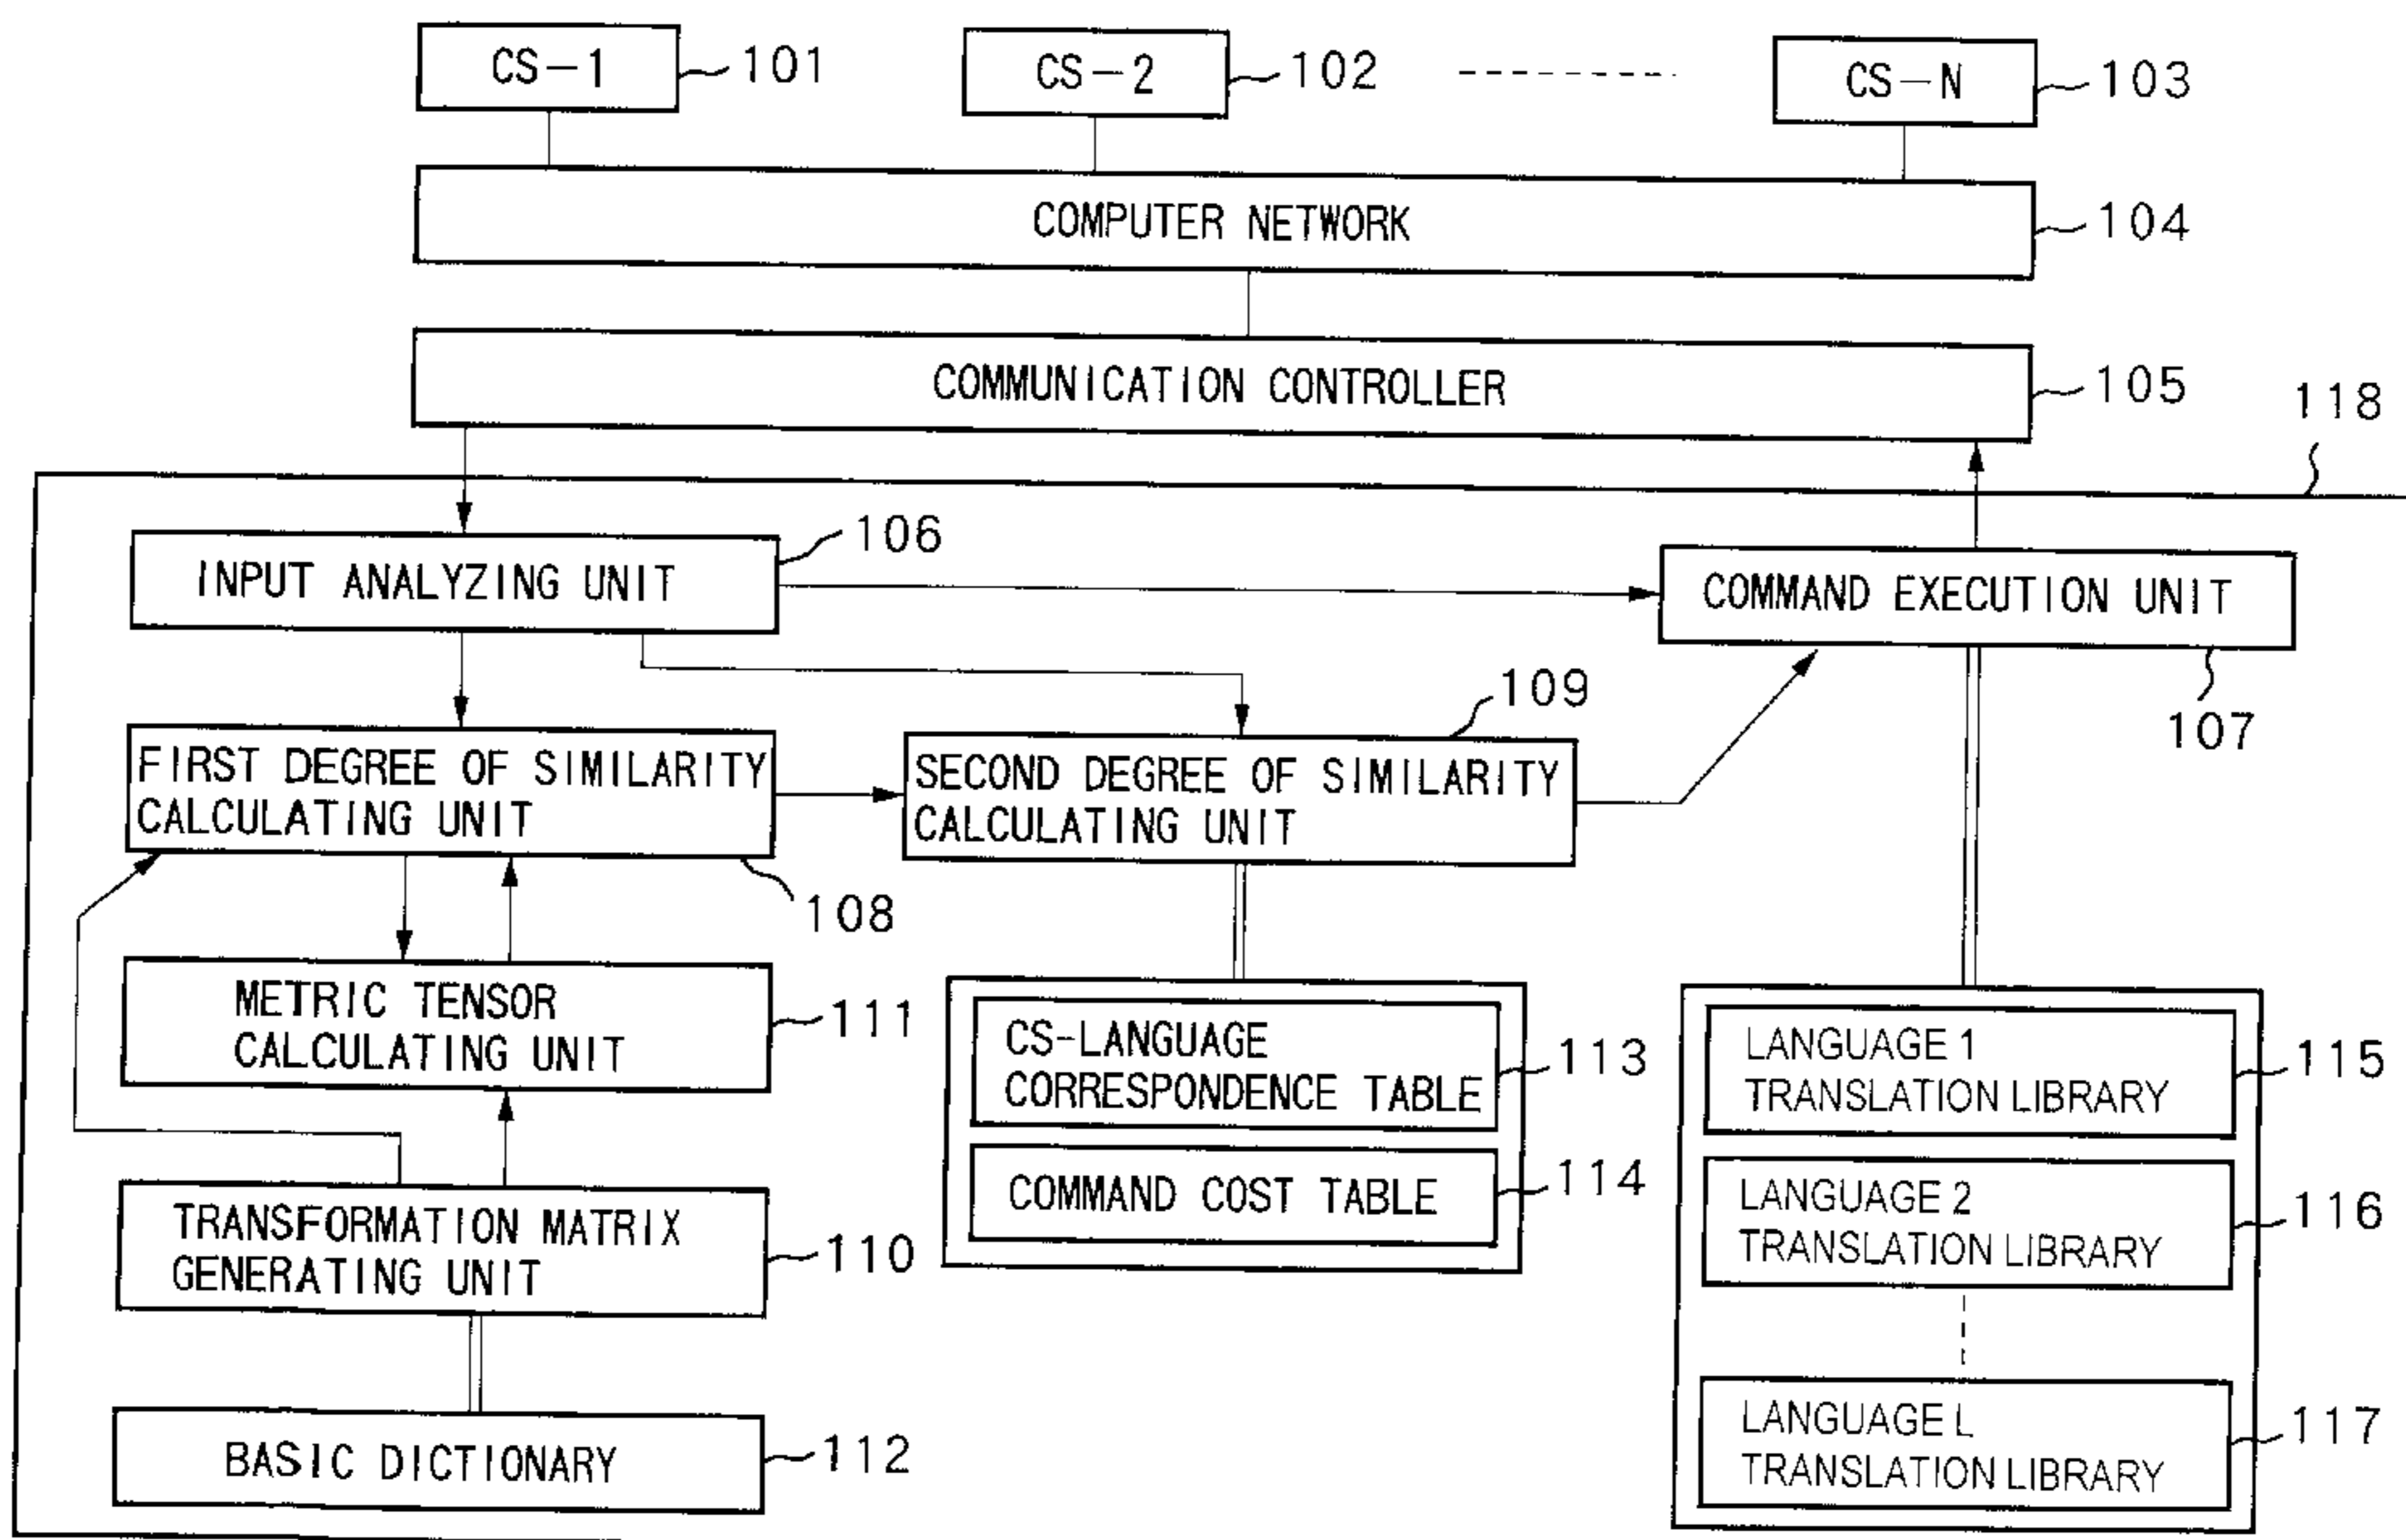 CS-1
101
CS-2
102
CS-N
103
COMPUTER NETWORK
104
COMMUNICATION CONTROLLER
105
118
INPUT ANALYZING UNIT
106
COMMAND EXECUTION UNIT
107
FIRST DEGREE OF SIMILARITY
CALCULATING UNIT
108
SECOND DEGREE OF SIMILARITY
CALCULATING UNIT
109
METRIC TENSOR
CALCULATING UNIT
111
CS-LANGUAGE
CORRESPONDENCE TABLE
113
COMMAND COST TABLE
114
LANGUAGE 1
TRANSLATION LIBRARY
115
LANGUAGE 2
TRANSLATION LIBRARY
116
LANGUAGE L
TRANSLATION LIBRARY
117
TRANSFORMATION MATRIX
GENERATING UNIT
110
BASIC DICTIONARY
112